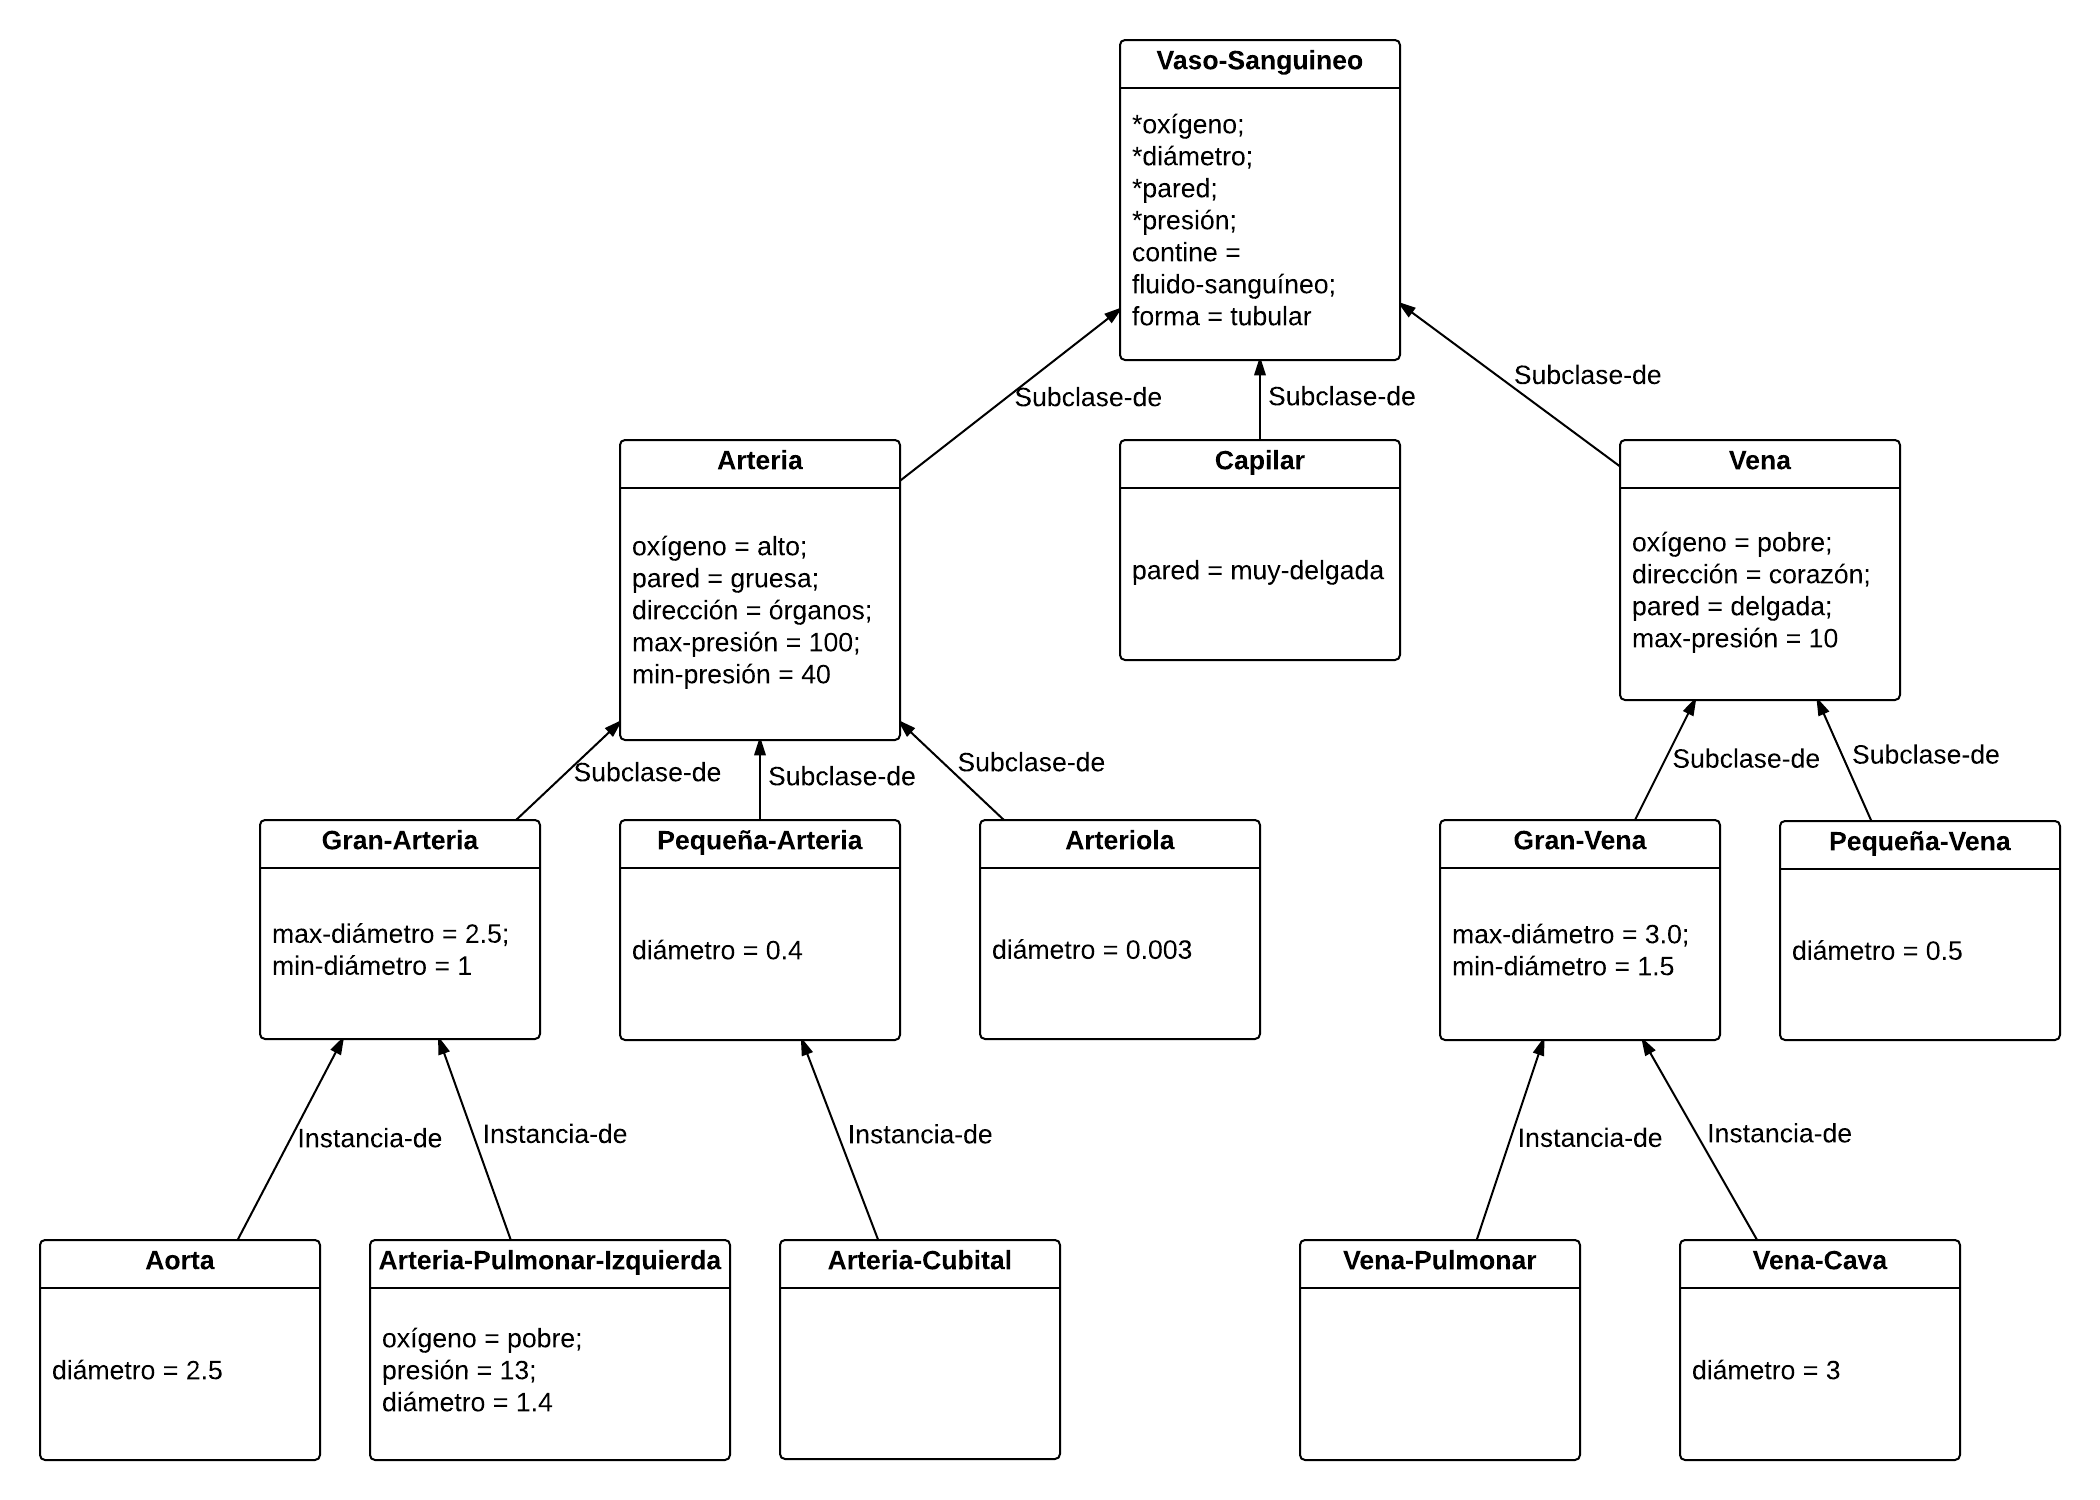 Vaso-Sanguineo
*oxígeno;
*diámetro;
*pared;
*presión;
contine =
fluido-sanguíneo;
forma = tubular
Subclase-de
Subclase-de
Subclase-de
Arteria
oxígeno = alto;
pared = gruesa;
dirección = órganos;
max-presión = 100;
min-presión = 40
Capilar
pared = muy-delgada
Vena
oxígeno = pobre;
dirección = corazón;
pared = delgada;
max-presión = 10
Subclase-de
Subclase-de
Subclase-de
Subclase-de
Subclase-de
Gran-Arteria
max-diámetro = 2.5;
min-diámetro = 1
Pequeña-Arteria
diámetro = 0.4
Arteriola
diámetro = 0.003
Gran-Vena
max-diámetro = 3.0;
min-diámetro = 1.5
Pequeña-Vena
diámetro = 0.5
Instancia-de
Instancia-de
Instancia-de
Instancia-de
Instancia-de
Aorta
diámetro = 2.5
Arteria-Pulmonar-Izquierda
oxígeno = pobre;
presión = 13;
diámetro = 1.4
Arteria-Cubital
Vena-Pulmonar
Vena-Cava
diámetro = 3